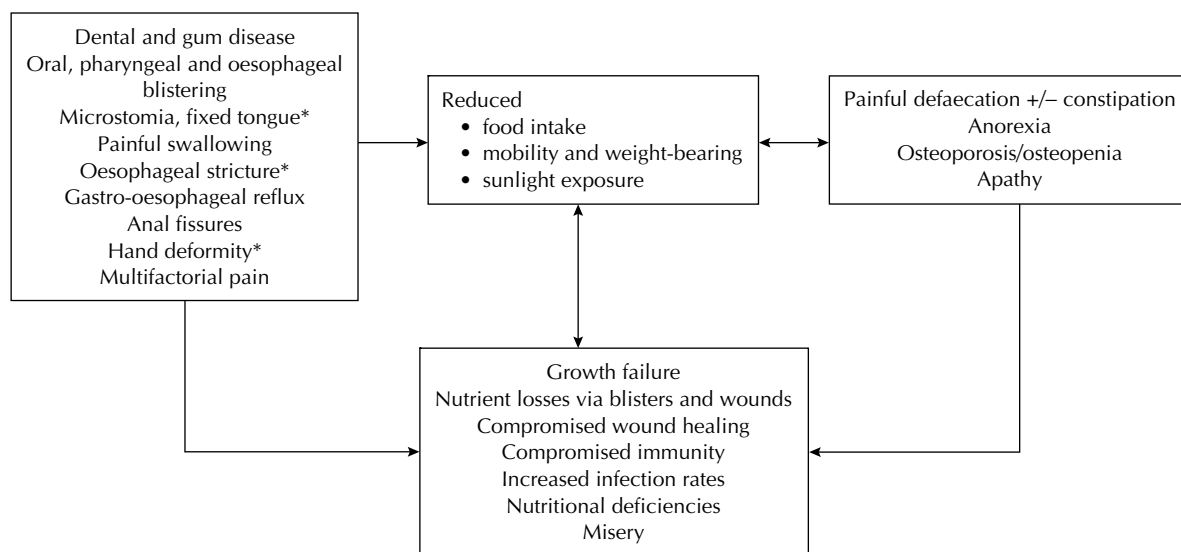 Dental and gum disease
Oral, pharyngeal and oesophageal
blistering
Microstomia, fixed tongue*
Painful swallowing
Oesophageal stricture*
Gastro-oesophageal reflux
Anal fissures
Hand deformity*
Multifactorial pain
Reduced
• food intake
• mobility and weight-bearing
• sunlight exposure
Painful defaecation +/− constipation
Anorexia
Osteoporosis/osteopenia
Apathy
Growth failure
Nutrient losses via blisters and wounds
Compromised wound healing
Compromised immunity
Increased infection rates
Nutritional deficiencies
Misery